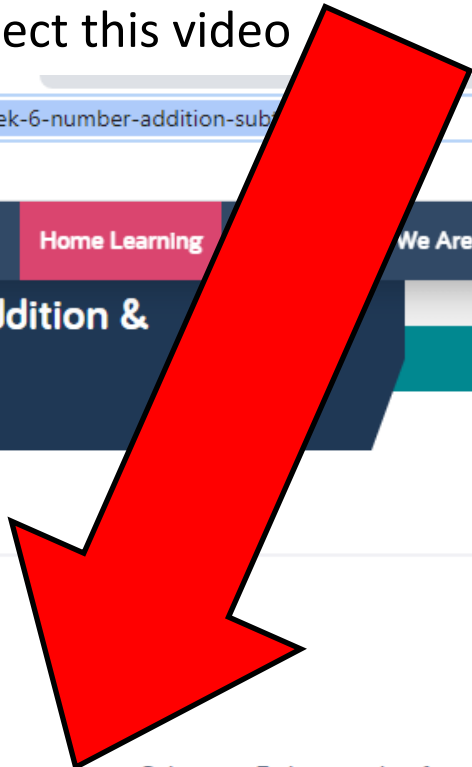 ect this video
ek-6-number-addition-sub
Home Learning
We Are
ddition &